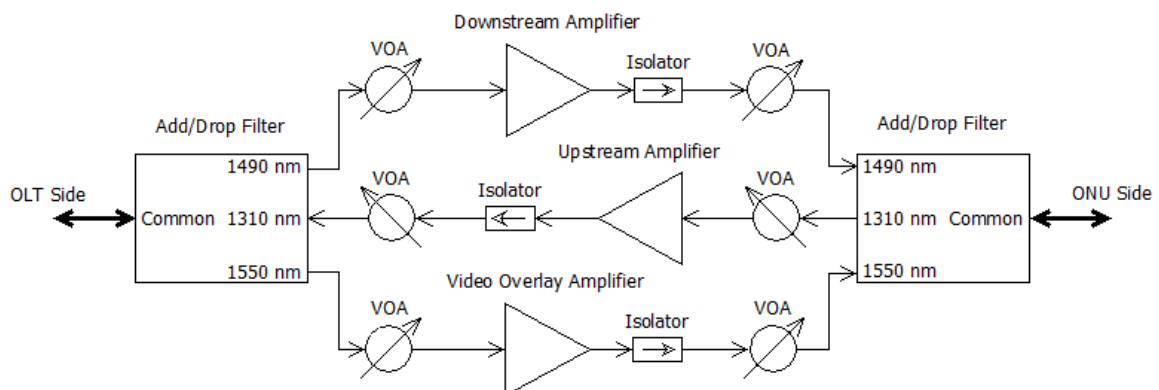 Downstream Amplifier
VOA
Isolator
VOA
Add/Drop Filter
Add/Drop Filter
1490 nm
1490 nm
Upstream Amplifier
OLT Side
VOA
Isolator
VOA
ONU Side
Common
1310 nm
1310 nm
Common
1550 nm
1550 nm
Video Overlay Amplifier
VOA
Isolator
VOA